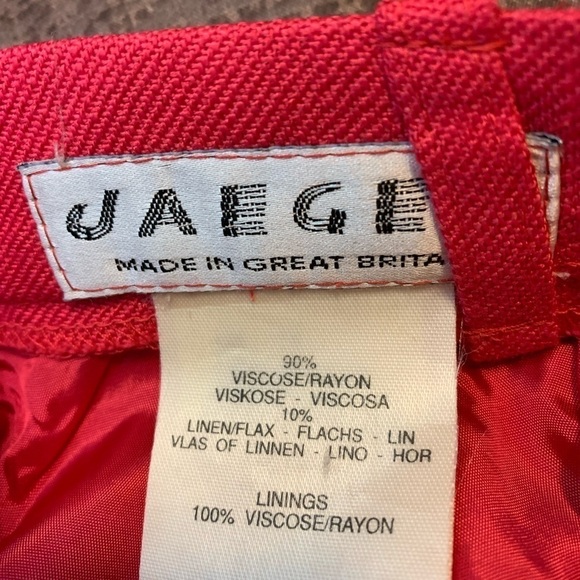 JAEGE
MADE IN GREAT BRITA
90%
VISCOSE/RAYON
VISKOSE - VISCOSA
10%
LINEN/FLAX - FLACHS - LIN
VLAS OF LINNEN - LINO - HOR
LININGS
100% VISCOSE/RAYON